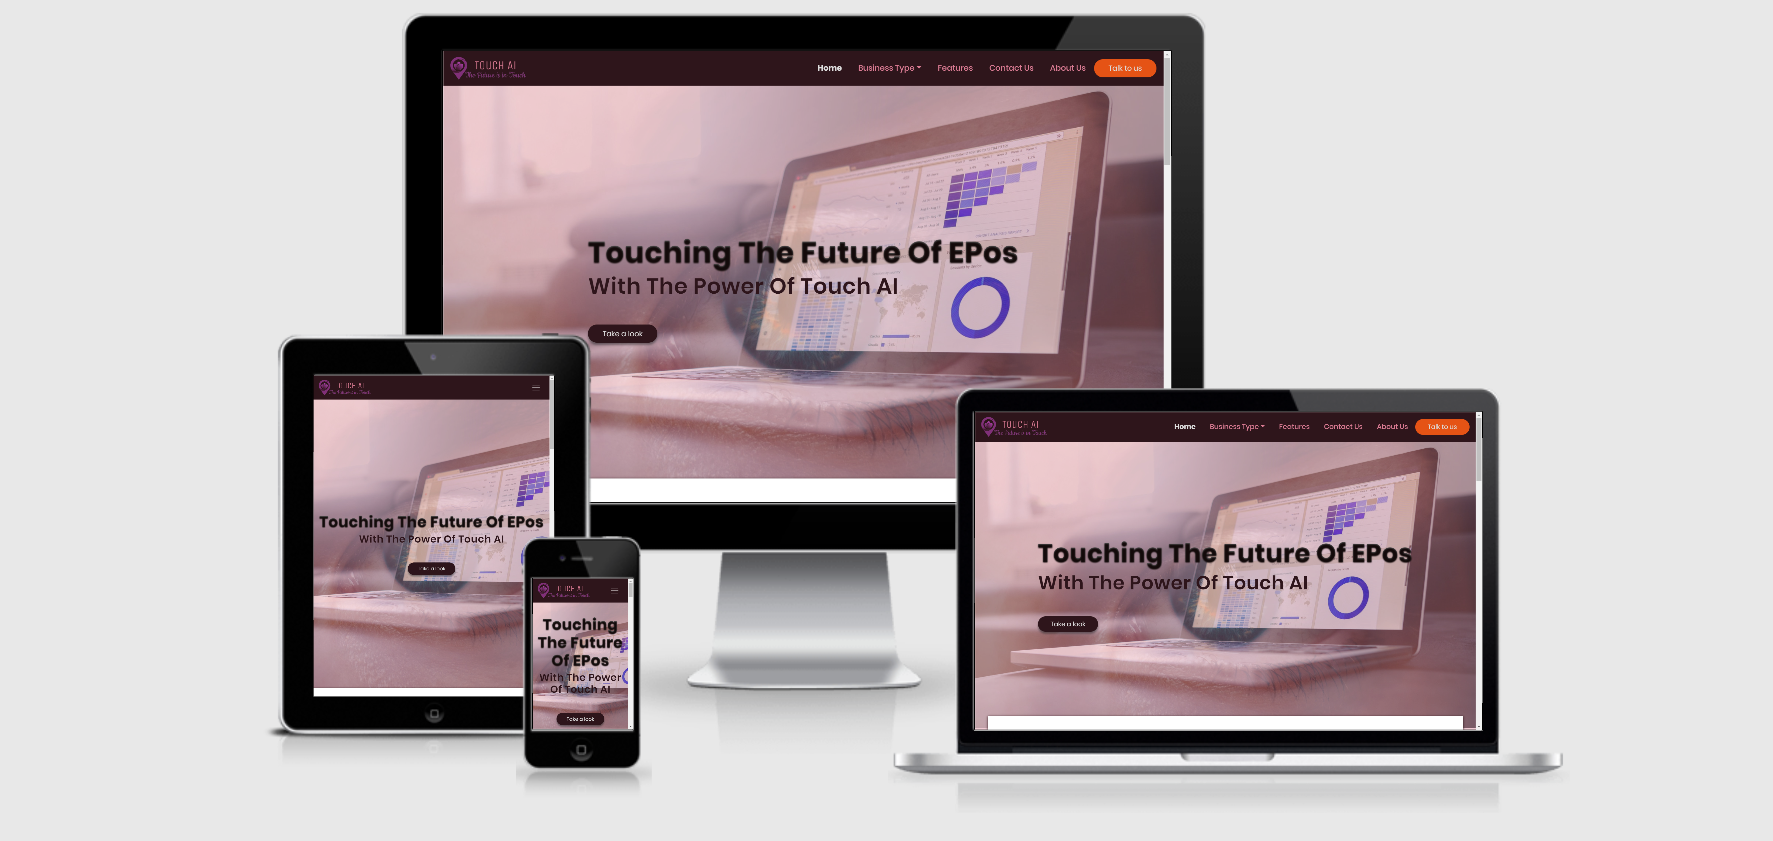 TOUCH AI
The Future is in Touch
Home Business Type Features Contact Us About Us Talk to us
Touching The Future Of EPos
With The Power Of Touch AI
Take a look
TOUCH AI
The Future is in Touch
Touching The Future Of EPos
With The Power Of Touch AI
Take a look
TOUCH AI
The Future is in Touch
Touching
The Future
Of EPos
With The Power
Of Touch AI
Take a look
TOUCH AI
The Future is in Touch
Home Business Type Features Contact Us About Us Talk to us
Touching The Future Of EPos
With The Power Of Touch AI
Take a look